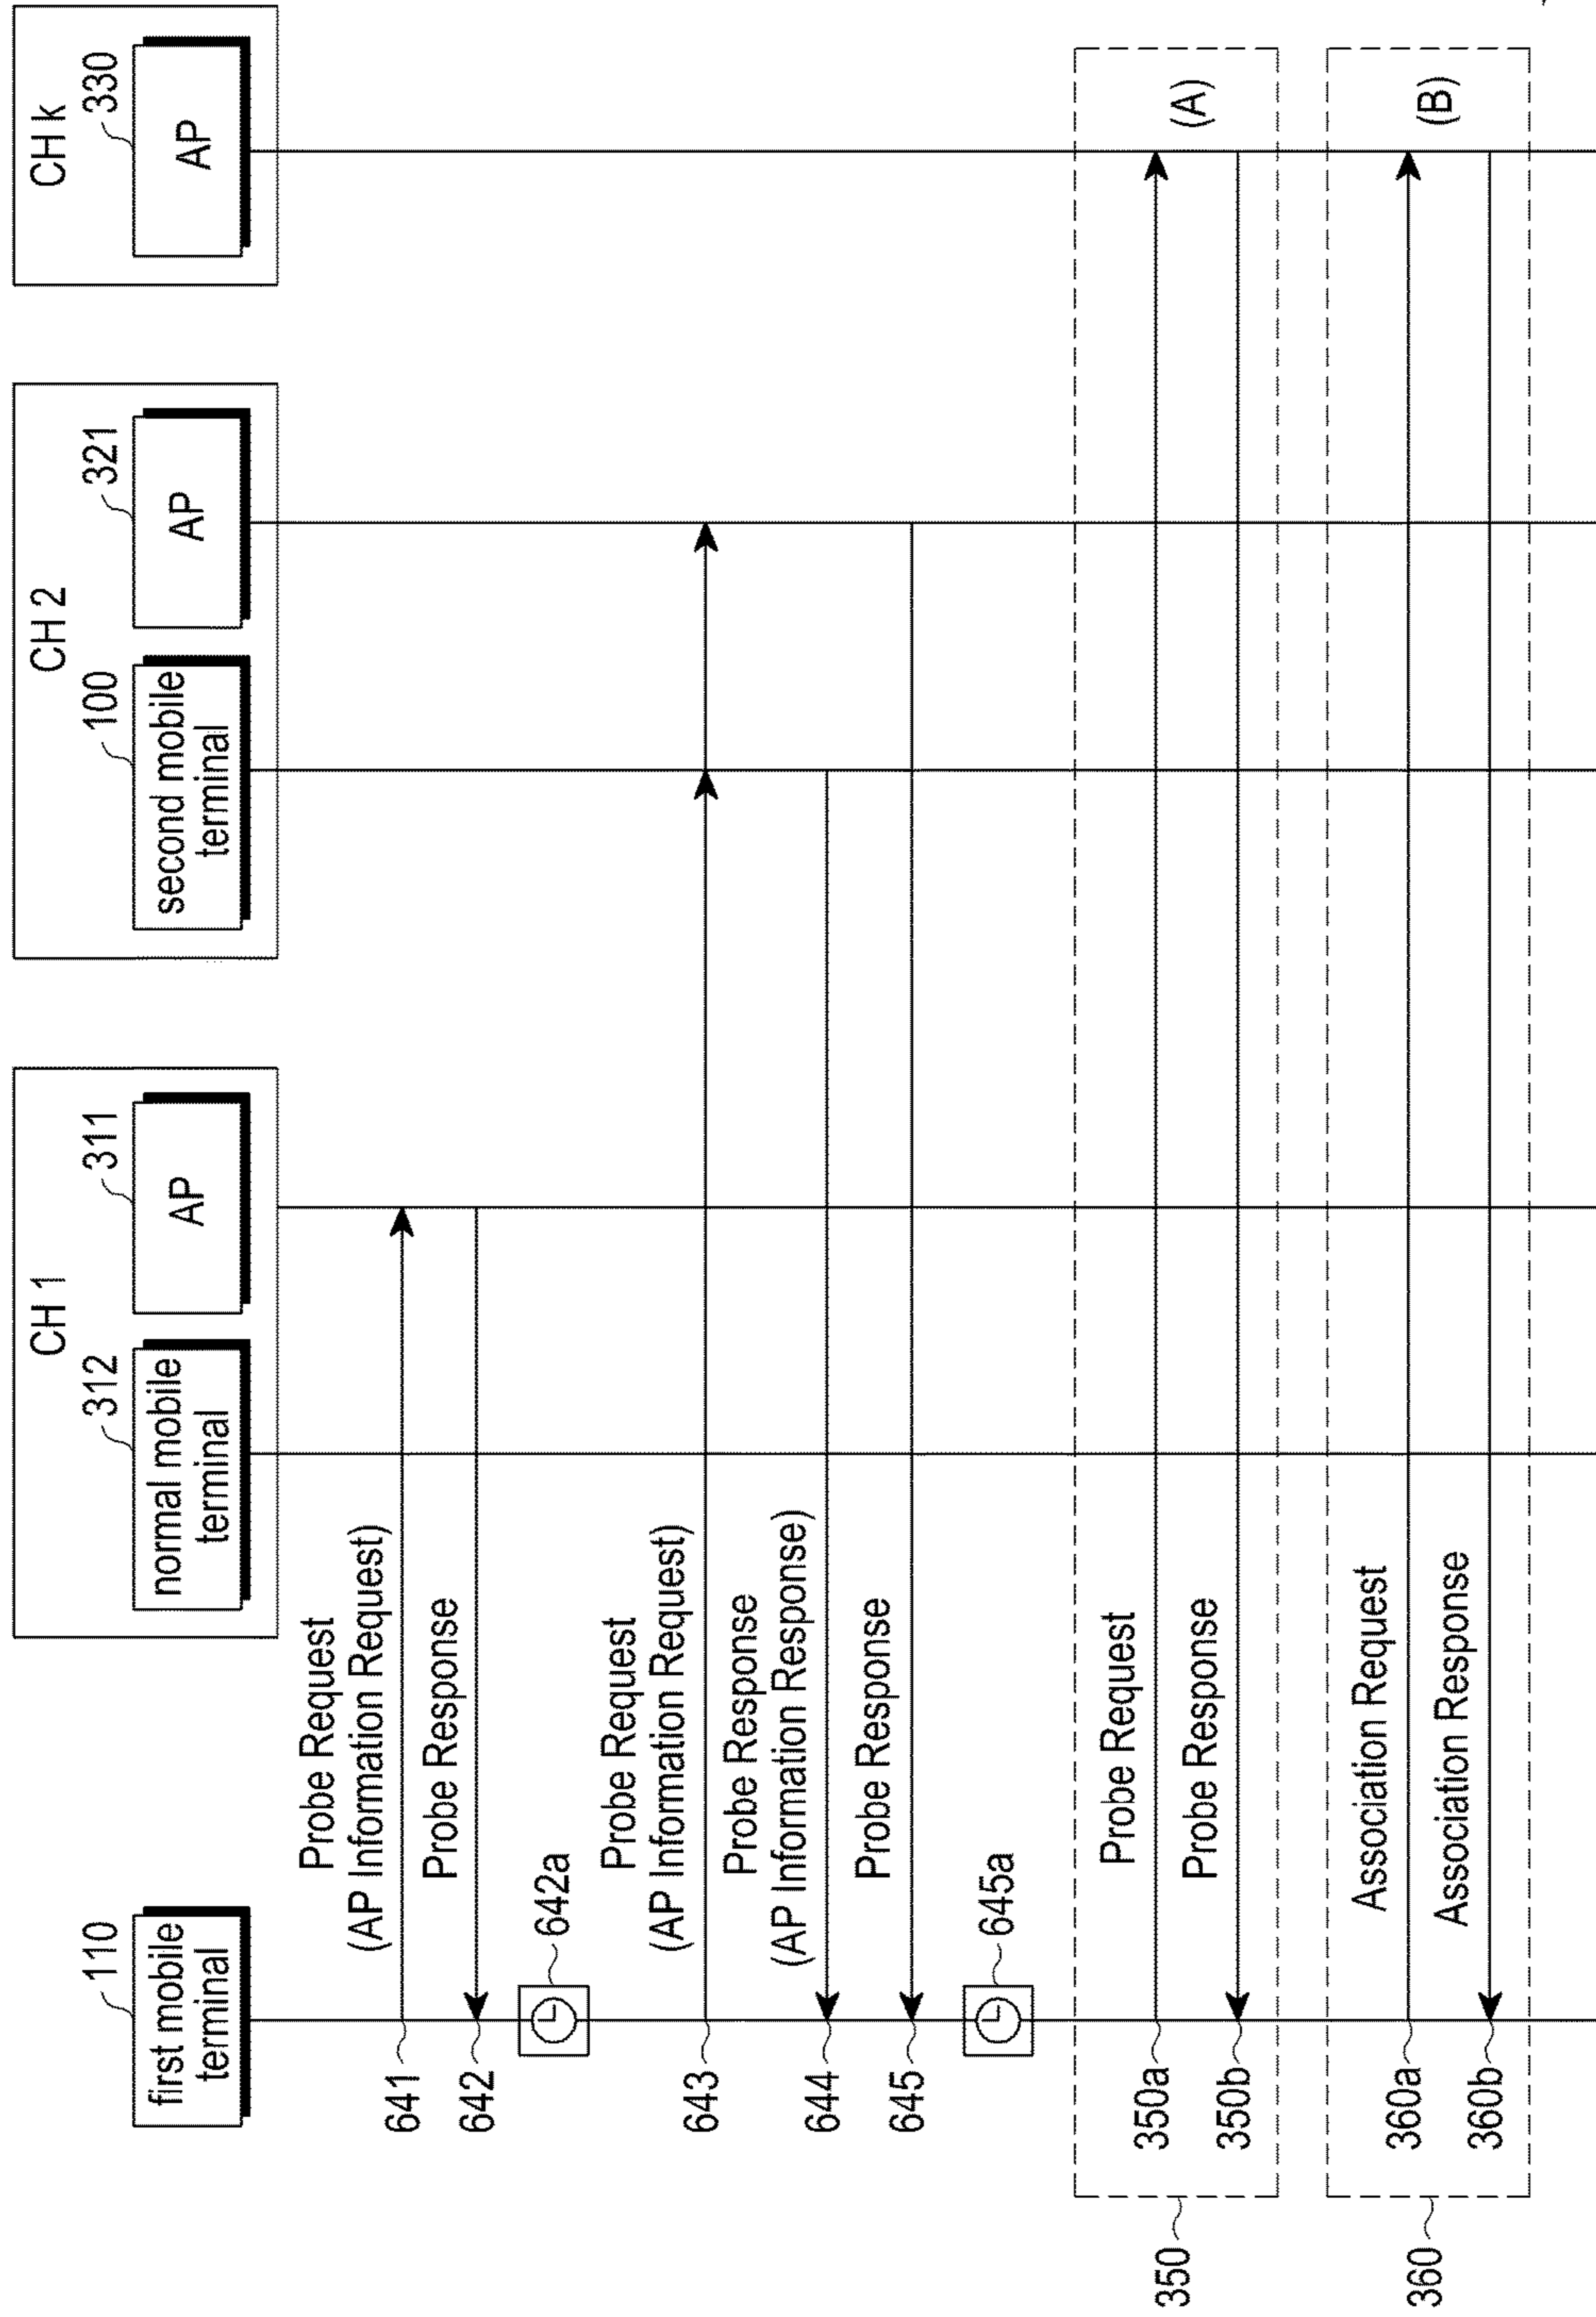 CH 1
CH 2
CH k
110
312
311
100
321
330
first mobile
terminal
normal mobile
terminal
AP
second mobile
terminal
AP
AP
Probe Request
(AP Information Request)
641
Probe Response
642
642a
Probe Request
(AP Information Request)
643
Probe Response
(AP Information Response)
644
Probe Response
645
645a
350
Probe Request
350a
(A)
Probe Response
350b
360
Association Request
360a
(B)
Association Response
360b